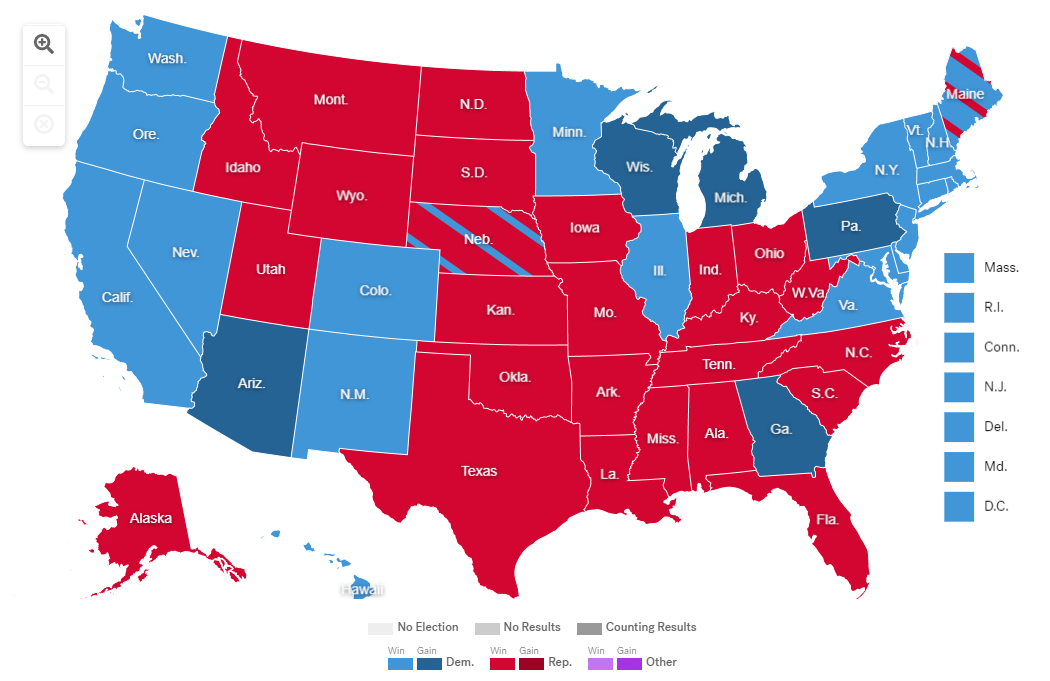 Wash.
Maine
Mont.
N.D.
Minn.
Ore.
Vt.
N.H.
Idaho
S.D.
Wis.
N.Y.
Wyo.
Mich.
Iowa
Pa.
Neb.
Nev.
Ohio
Utah
Ill.
Ind.
Mass.
Calif.
Colo.
W.Va
Va.
R.I.
Kan.
Mo.
Ky.
Conn.
N.C.
Tenn.
Ariz.
Okla.
N.J.
N.M.
Ark.
S.C.
Ga.
Del.
Miss.
Ala.
Texas
La.
Md.
D.C.
Alaska
Fla.
Hawaii
No Election No Results Counting Results
Win Gain Win Gain Win Gain
Dem. Rep. Other